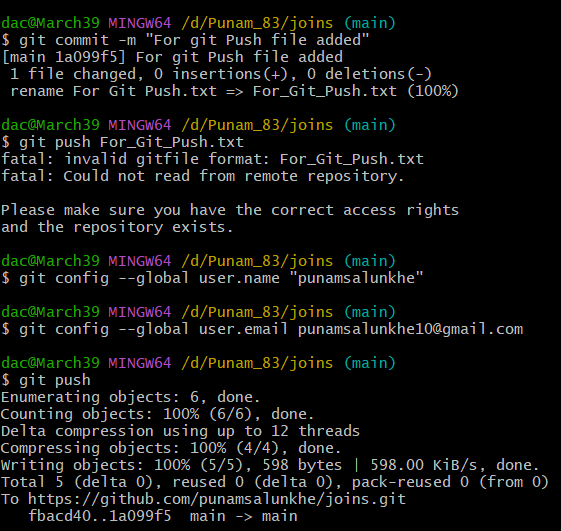 dac@March39 MINGW64 /d/Punam_83/joins (main)
$ git commit -m "For git Push file added"
[main 1a099f5] For git Push file added
 1 file changed, 0 insertions(+), 0 deletions(-)
 rename For Git Push.txt => For_Git_Push.txt (100%)

dac@March39 MINGW64 /d/Punam_83/joins (main)
$ git push For_Git_Push.txt
fatal: invalid gitfile format: For_Git_Push.txt
fatal: Could not read from remote repository.

Please make sure you have the correct access rights
and the repository exists.

dac@March39 MINGW64 /d/Punam_83/joins (main)
$ git config --global user.name "punamsalunkhe"

dac@March39 MINGW64 /d/Punam_83/joins (main)
$ git config --global user.email punamsalunkhe10@gmail.com

dac@March39 MINGW64 /d/Punam_83/joins (main)
$ git push
Enumerating objects: 6, done.
Counting objects: 100% (6/6), done.
Delta compression using up to 12 threads
Compressing objects: 100% (4/4), done.
Writing objects: 100% (5/5), 598 bytes | 598.00 KiB/s, done.
Total 5 (delta 0), reused 0 (delta 0), pack-reused 0 (from 0)
To https://github.com/punamsalunkhe/joins.git
   fbacd40..1a099f5  main -> main